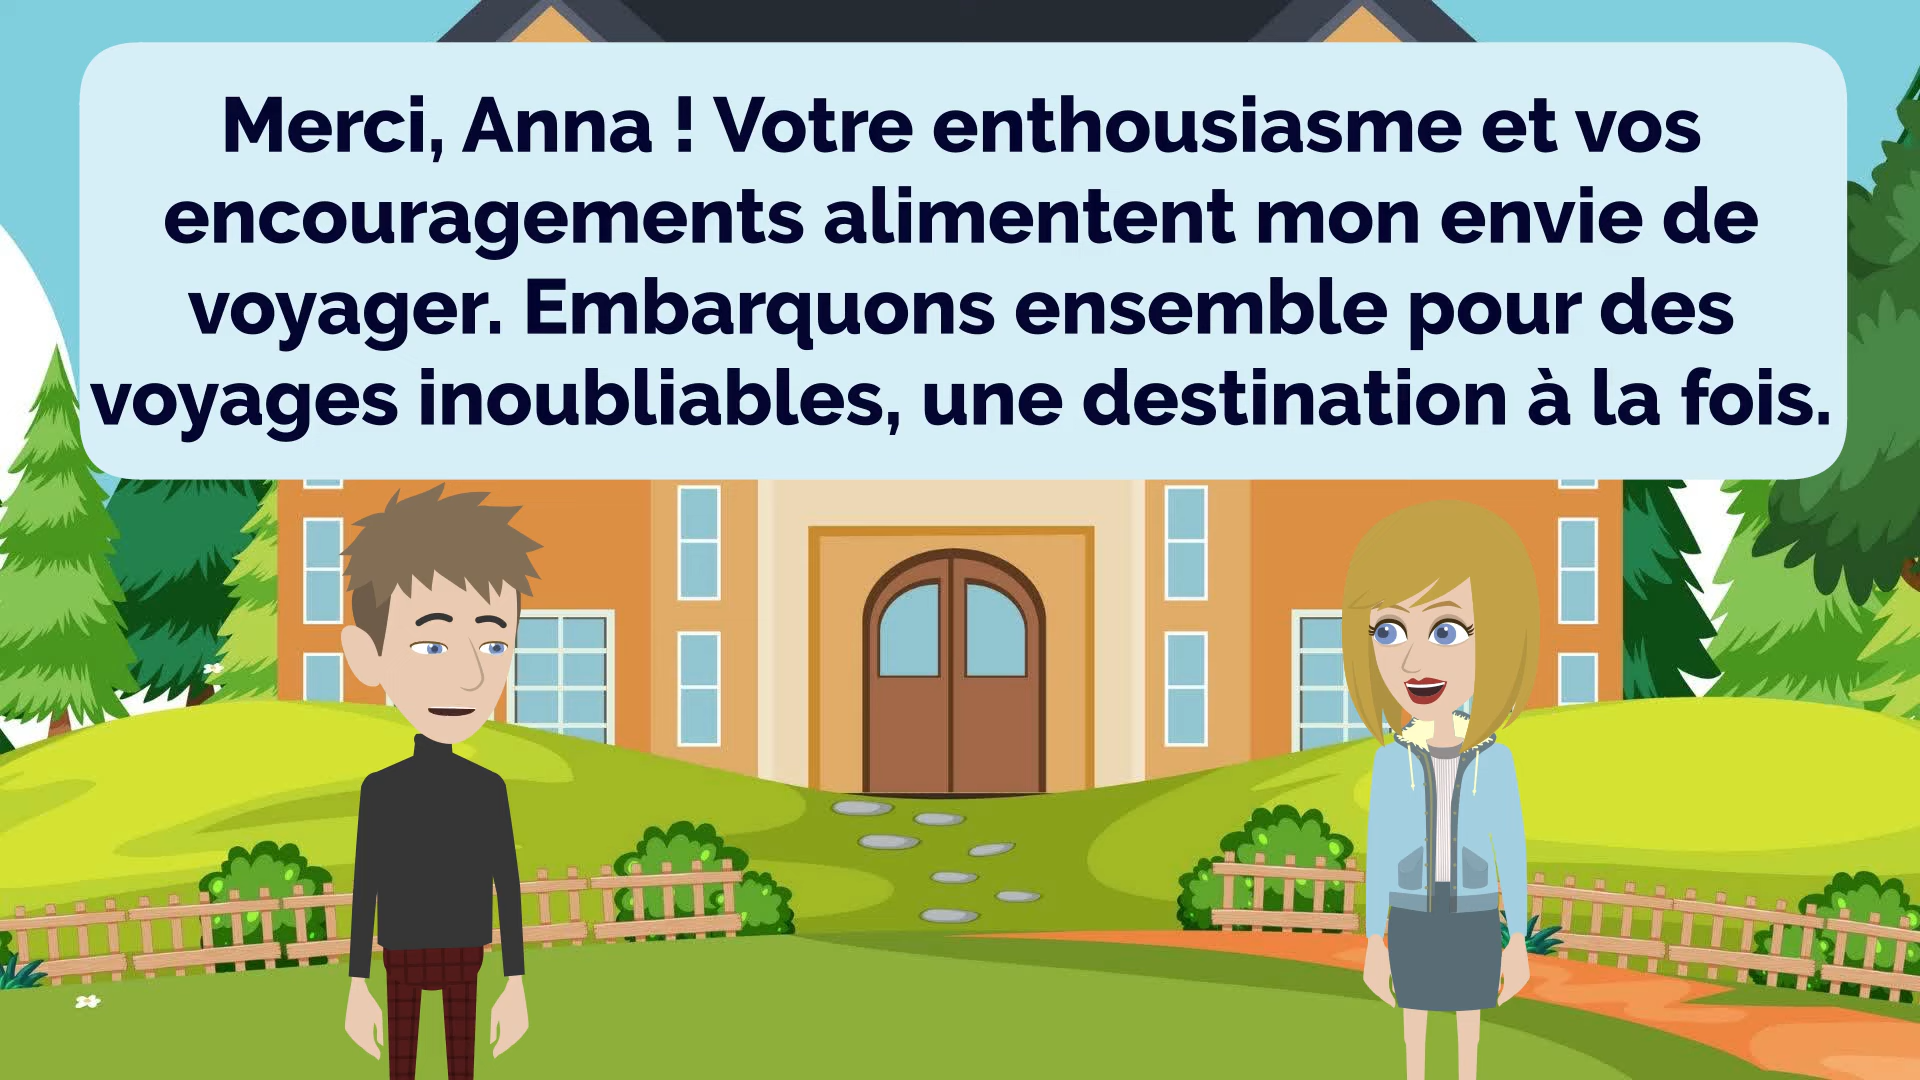 Merci, Anna ! Votre enthousiasme et vos
encouragements alimentent mon envie de
voyager. Embarquons ensemble pour des
voyages inoubliables, une destination à la fois.